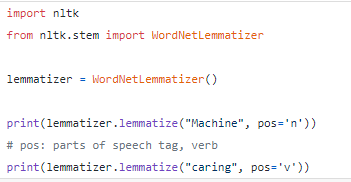 import nltk
from nltk.stem import WordNetLemmatizer
lemmatizer = WordNetLemmatizer()
print(lemmatizer.lemmatize("Machine", pos='n'))
# pos: parts of speech tag, verb
print(lemmatizer.lemmatize("caring", pos='v'))